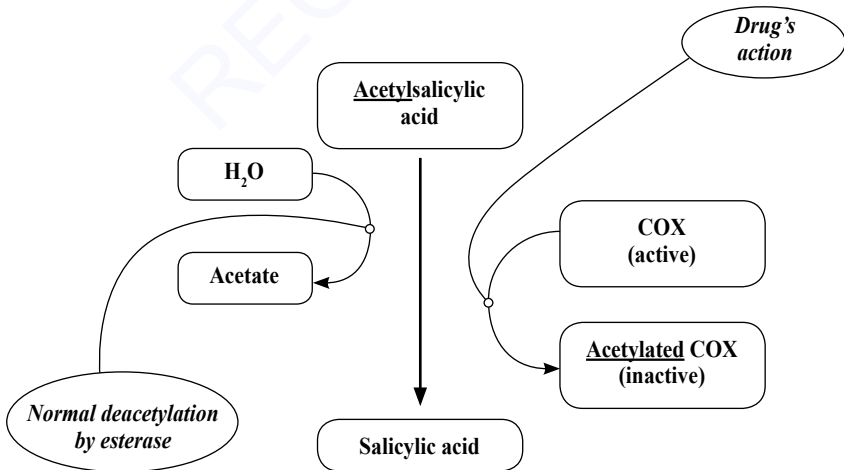 Drug's
action
Acetylsalicylic
acid
H₂O
COX
(active)
Acetate
Acetylated COX
(inactive)
Normal deacetylation
by esterase
Salicylic acid